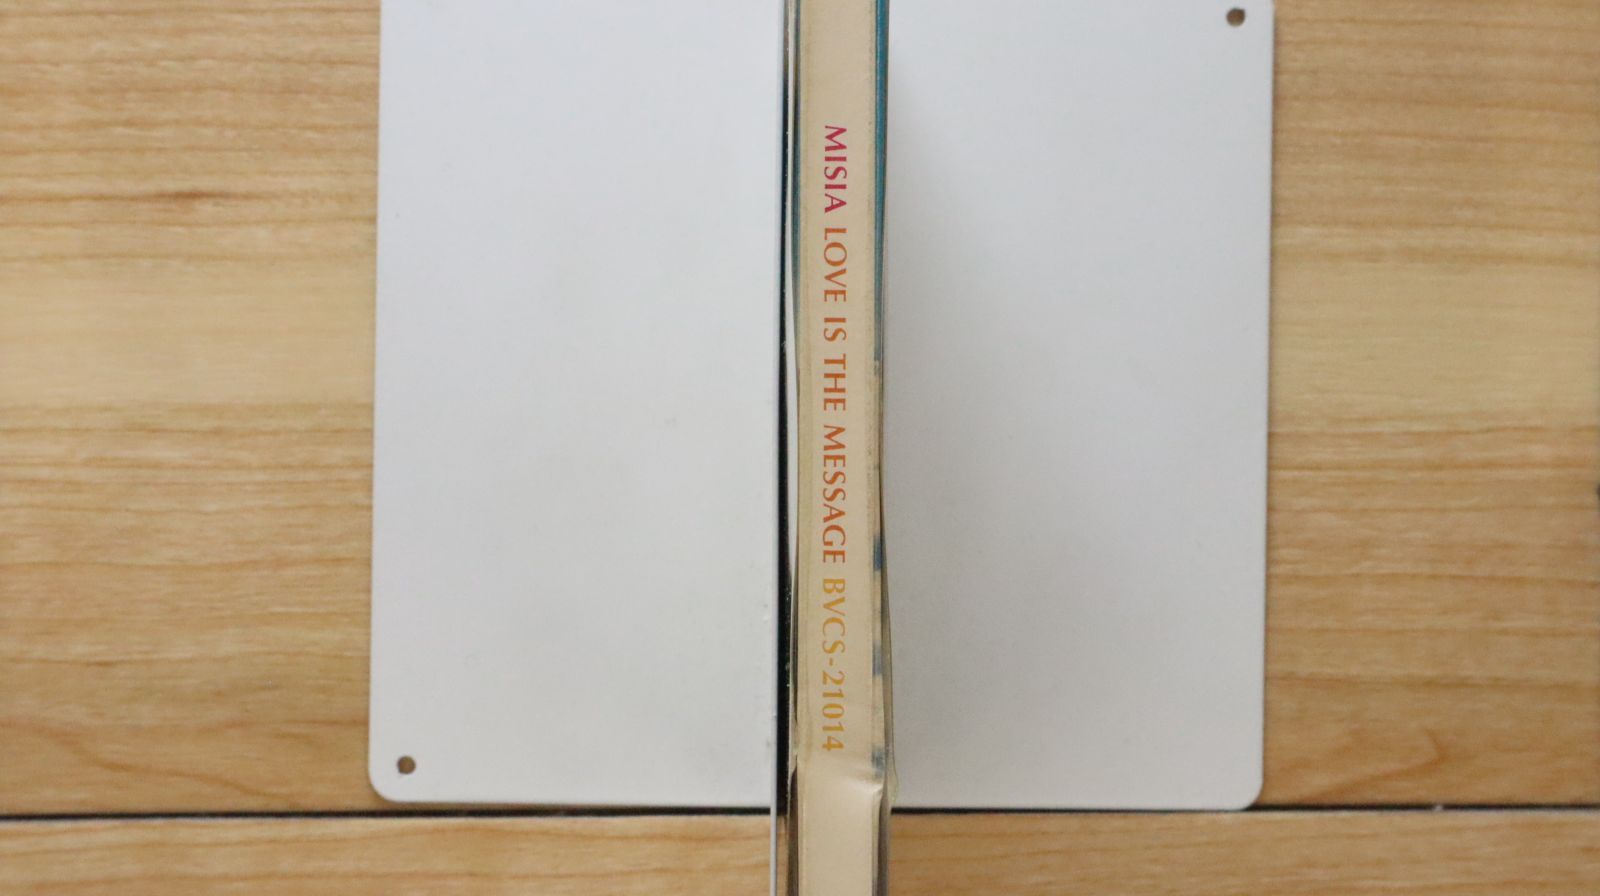 MISIA LOVE IS THE MESSAGE BVCS-21014